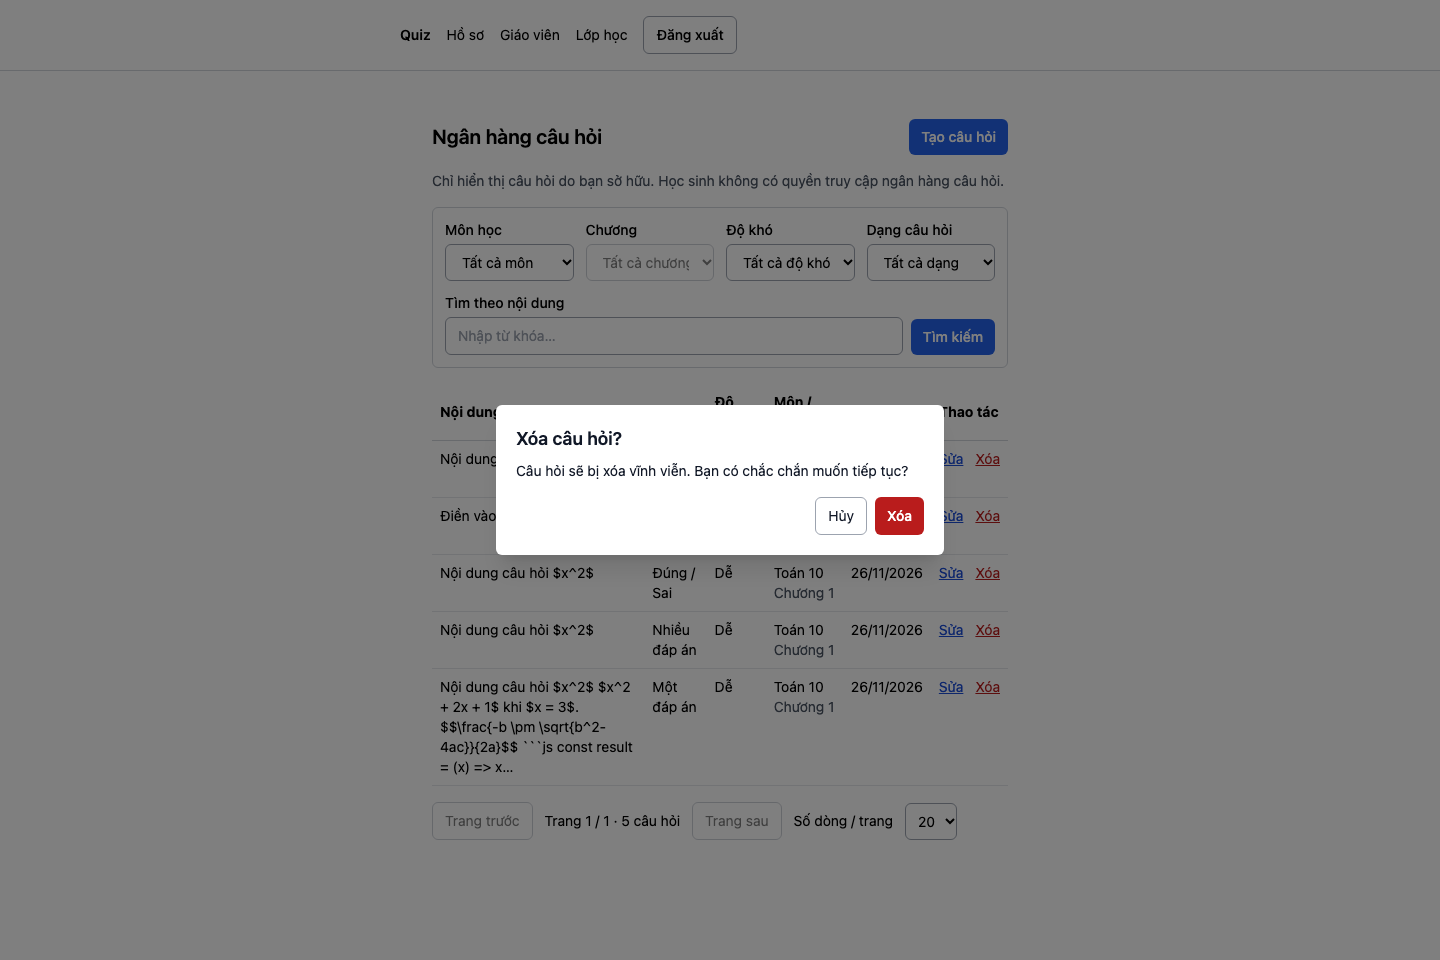 Quiz Hồ sơ Giáo viên Lớp học Đăng xuất
Ngân hàng câu hỏi Tạo câu hỏi
Chỉ hiển thị câu hỏi do bạn sở hữu. Học sinh không có quyền truy cập ngân hàng câu hỏi.
Môn học Chương Độ khó Dạng câu hỏi
Tất cả môn Tất cả chương Tất cả độ khó Tất cả dạng
Tìm theo nội dung
Nhập từ khóa... Tìm kiếm
Độ Môn /
Nội dung Thao tác
Xóa câu hỏi?
Nội dung Sửa Xóa
Câu hỏi sẽ bị xóa vĩnh viễn. Bạn có chắc chắn muốn tiếp tục?
Điền vào Hủy Xóa Sửa Xóa
Nội dung câu hỏi $x^2$ Đúng / Dễ Toán 10 26/11/2026 Sửa Xóa
Sai Chương 1
Nội dung câu hỏi $x^2$ Nhiều Dễ Toán 10 26/11/2026 Sửa Xóa
đáp án Chương 1
Nội dung câu hỏi $x^2$ $x^2 Một Dễ Toán 10 26/11/2026 Sửa Xóa
+ 2x + 1$ khi $x = 3$. đáp án Chương 1
$$\frac{-b \pm \sqrt{b^2-
4ac}}{2a}$$ ```js const result
= (x) => x...
Trang trước Trang 1 / 1 · 5 câu hỏi Trang sau Số dòng / trang 20